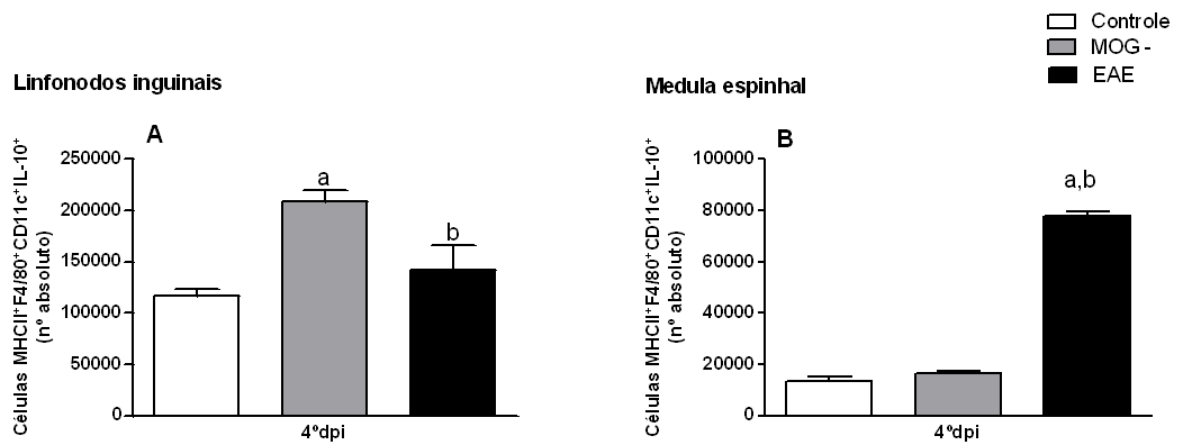 Controle
MOG -
EAE
Linfonodos inguinais
A
Células MHCII⁺F4/80⁺CD11c⁺IL-10⁺
(n° absoluto)
250000
200000
150000
100000
50000
0
a
b
4°dpi
Medula espinhal
B
Células MHCII⁺F4/80⁺CD11c⁺IL-10⁺
(n° absoluto)
100000
80000
60000
40000
20000
0
a,b
4°dpi